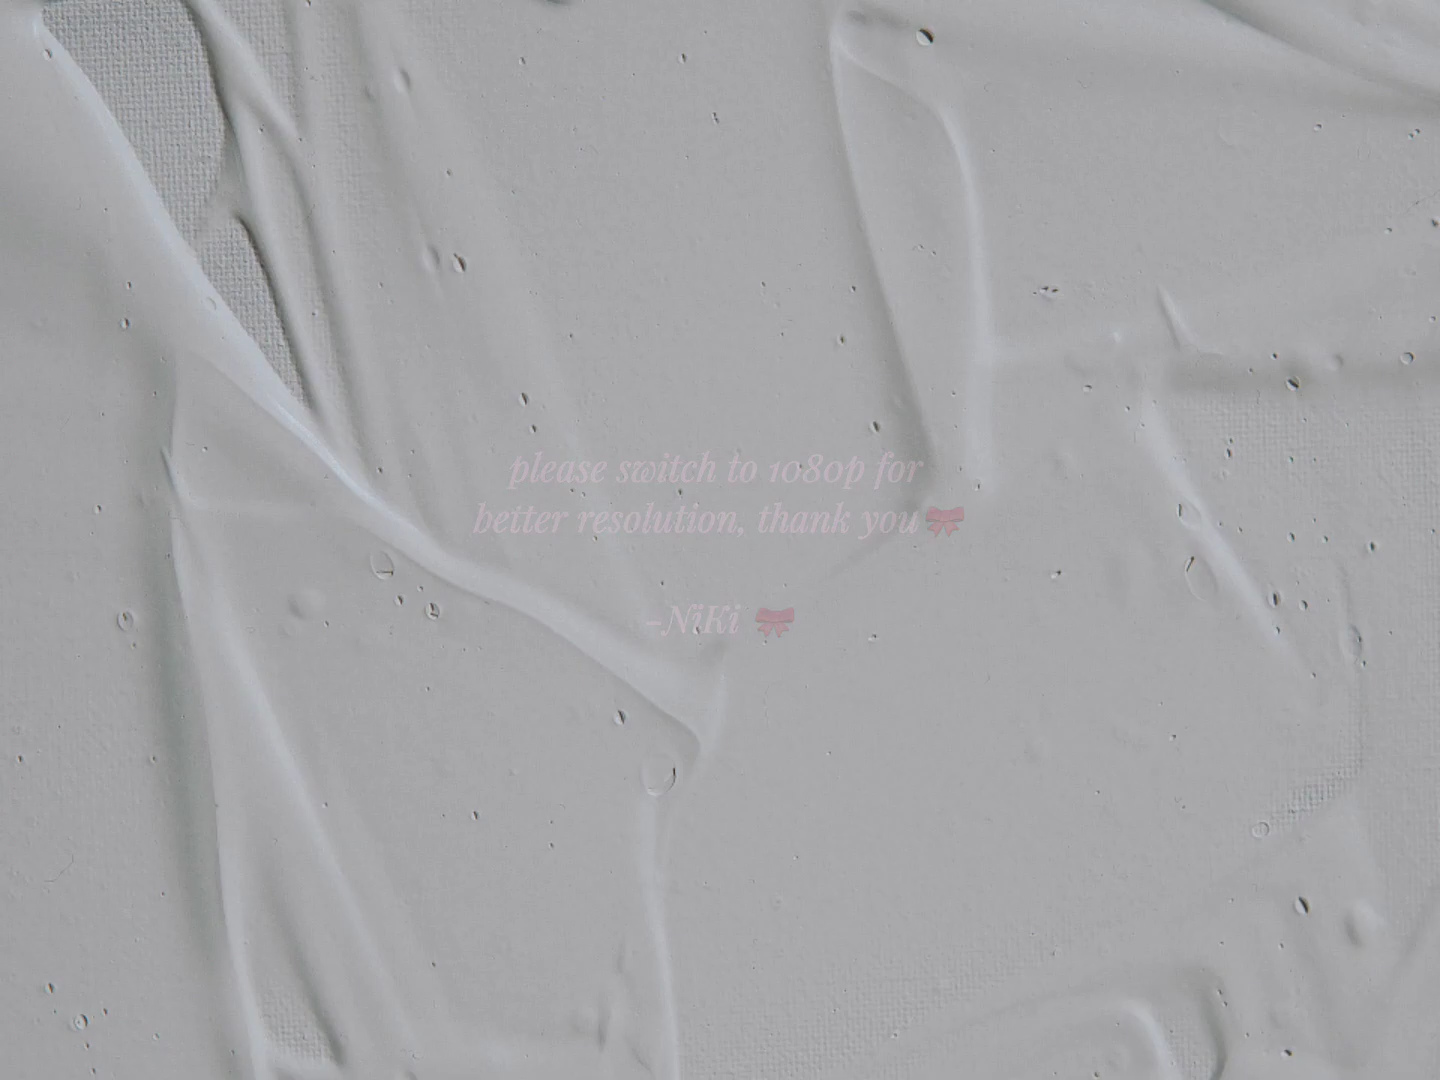 please switch to 1080p for
better resolution, thank you🎀
-NiKi 🎀